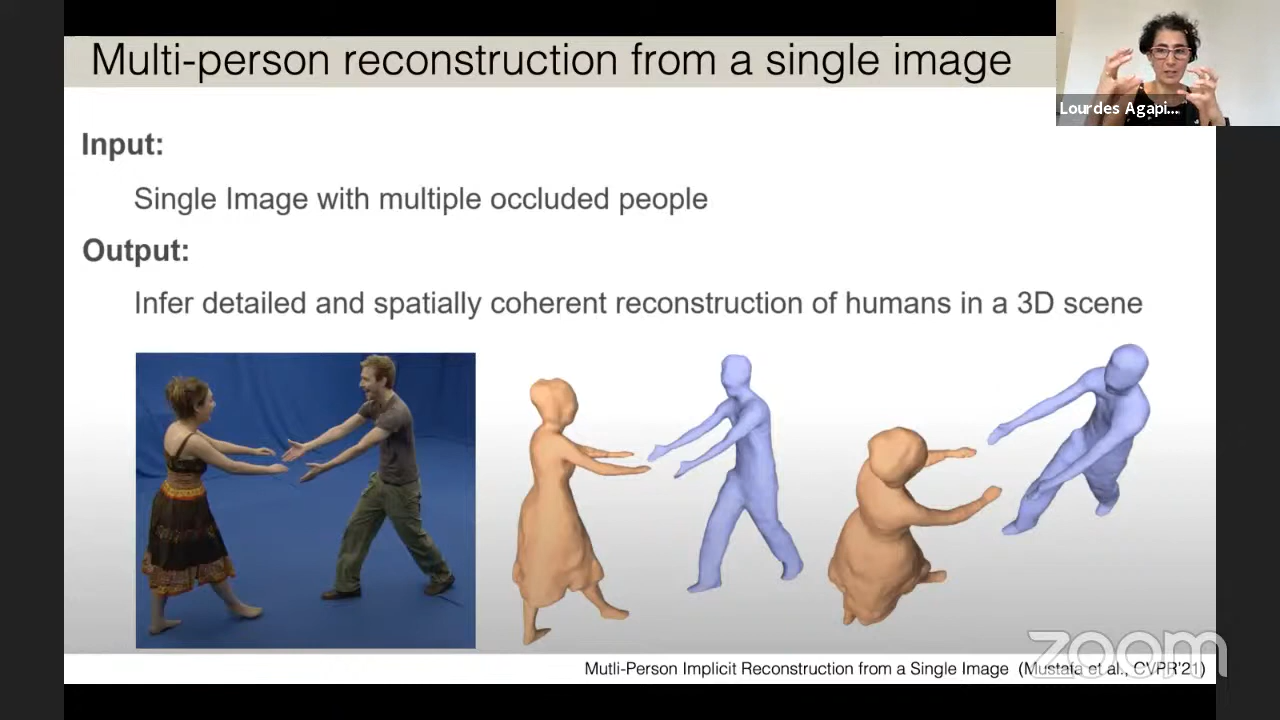 Multi-person reconstruction from a single image
Lourdes Agapi...
Input:
Single Image with multiple occluded people
Output:
Infer detailed and spatially coherent reconstruction of humans in a 3D scene
zoom
Mutli-Person Implicit Reconstruction from a Single Image (Mustafa et al., CVPR'21)